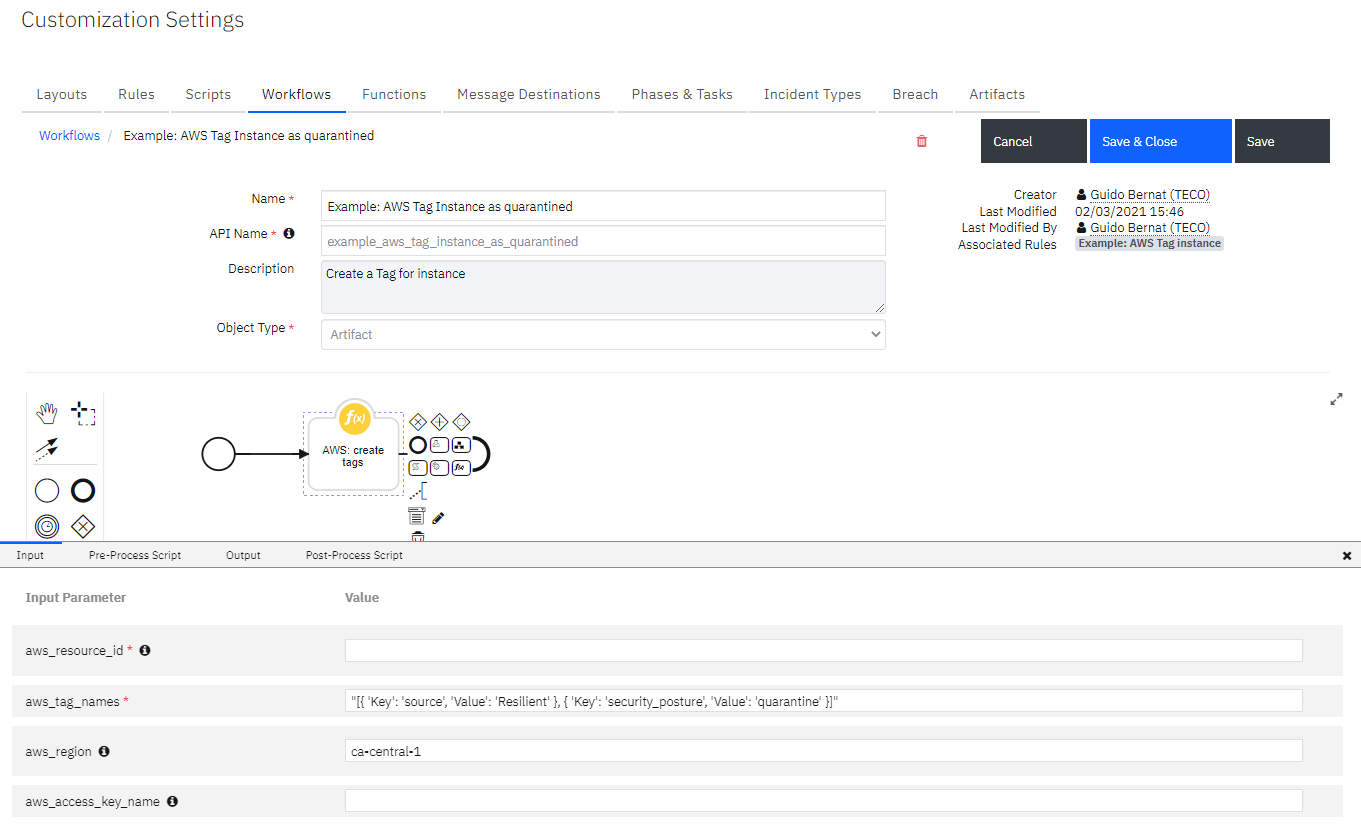 Customization Settings
Layouts Rules Scripts Workflows Functions Message Destinations Phases & Tasks Incident Types Breach Artifacts
Workflows / Example: AWS Tag Instance as quarantined
Cancel Save & Close Save
Name * Example: AWS Tag Instance as quarantined
API Name * example_aws_tag_instance_as_quarantined
Description Create a Tag for instance
Object Type * Artifact
Creator Guido Bernat (TECO)
Last Modified 02/03/2021 15:46
Last Modified By Guido Bernat (TECO)
Associated Rules Example: AWS Tag instance
f(x)
AWS: create
tags
f(x)
Input Pre-Process Script Output Post-Process Script
Input Parameter Value
aws_resource_id *
aws_tag_names * "[{ 'Key': 'source', 'Value': 'Resilient' }, { 'Key': 'security_posture', 'Value': 'quarantine' }]"
aws_region ca-central-1
aws_access_key_name